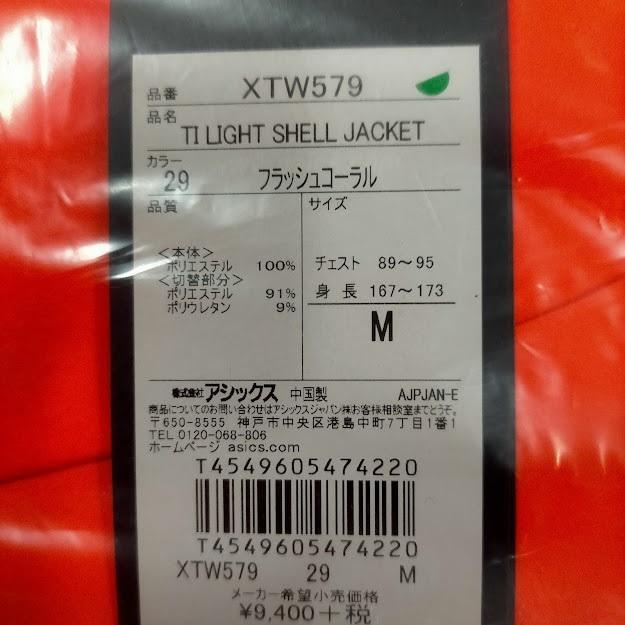 品番 XTW579
品名
TI LIGHT SHELL JACKET
カラー
29 フラッシュコーラル
品質
<本体>
ポリエステル 100%
<切替部分>
ポリエステル 91%
ポリウレタン 9%
サイズ
チェスト 89～95
身長 167～173
M
株式会社アシックス 中国製 AJPJAN-E
商品についてのお問い合わせはアシックスジャパン㈱お客様相談室までどうぞ。
〒650-8555 神戸市中央区港島中町7丁目1番1
TEL 0120-068-806
ホームページ asics.com
T4549605474220
T4549605474220
XTW579 29 M
メーカー希望小売価格
¥9,400+税